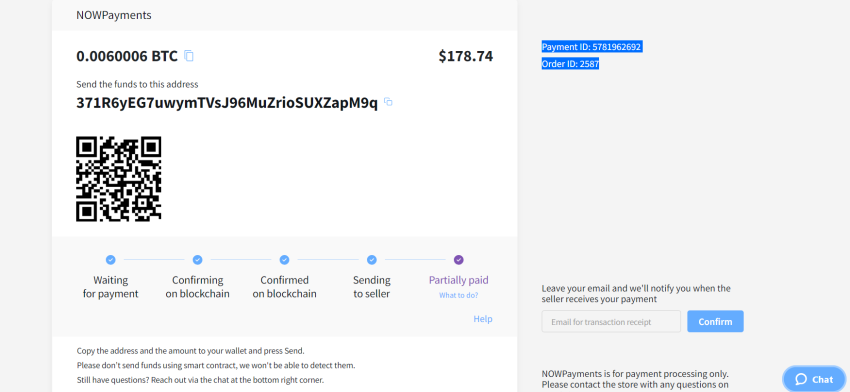 NOWPayments
0.0060006 BTC
$178.74
Send the funds to this address
371R6yEG7uwymTVsJ96MuZrioSUXZapM9q
Waiting
for payment
Confirming
on blockchain
Confirmed
on blockchain
Sending
to seller
Partially paid
What to do?
Help
Copy the address and the amount to your wallet and press Send.
Please don't send funds using smart contract, we won't be able to detect them.
Still have questions? Reach out via the chat at the bottom right corner.
Payment ID: 5781962692
Order ID: 2587
Leave your email and we'll notify you when the
seller receives your payment
Email for transaction receipt
Confirm
NOWPayments is for payment processing only.
Please contact the store with any questions on
Chat